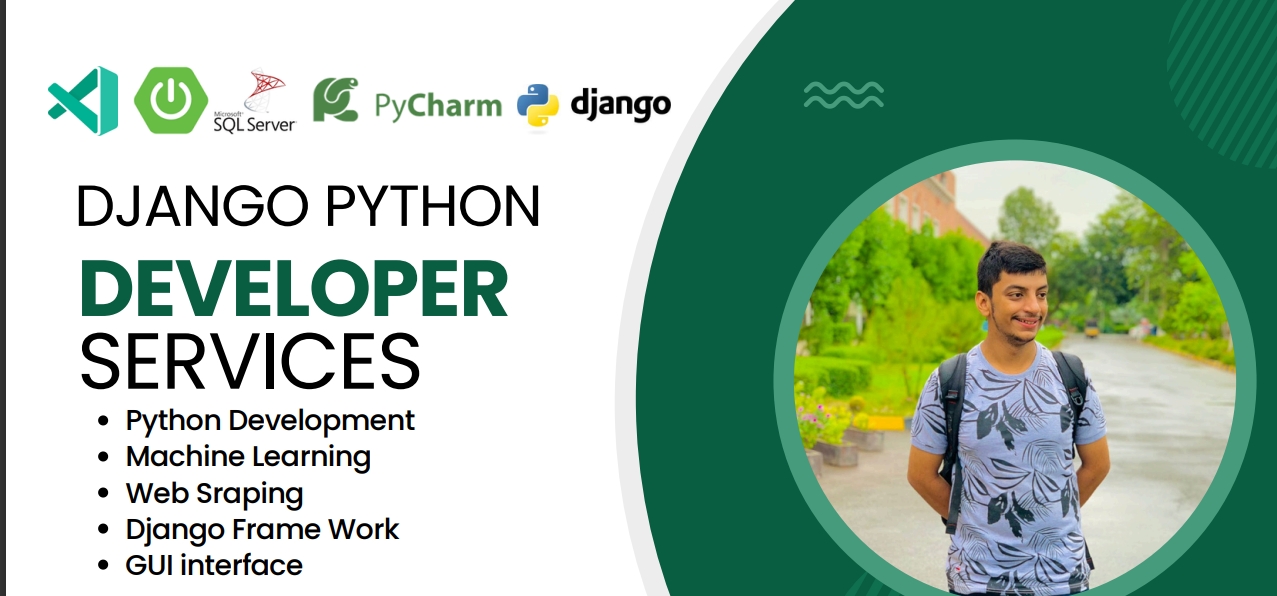 Microsoft
SQL Server
PyCharm
django
DJANGO PYTHON
DEVELOPER
SERVICES
Python Development
Machine Learning
Web Sraping
Django Frame Work
GUI interface